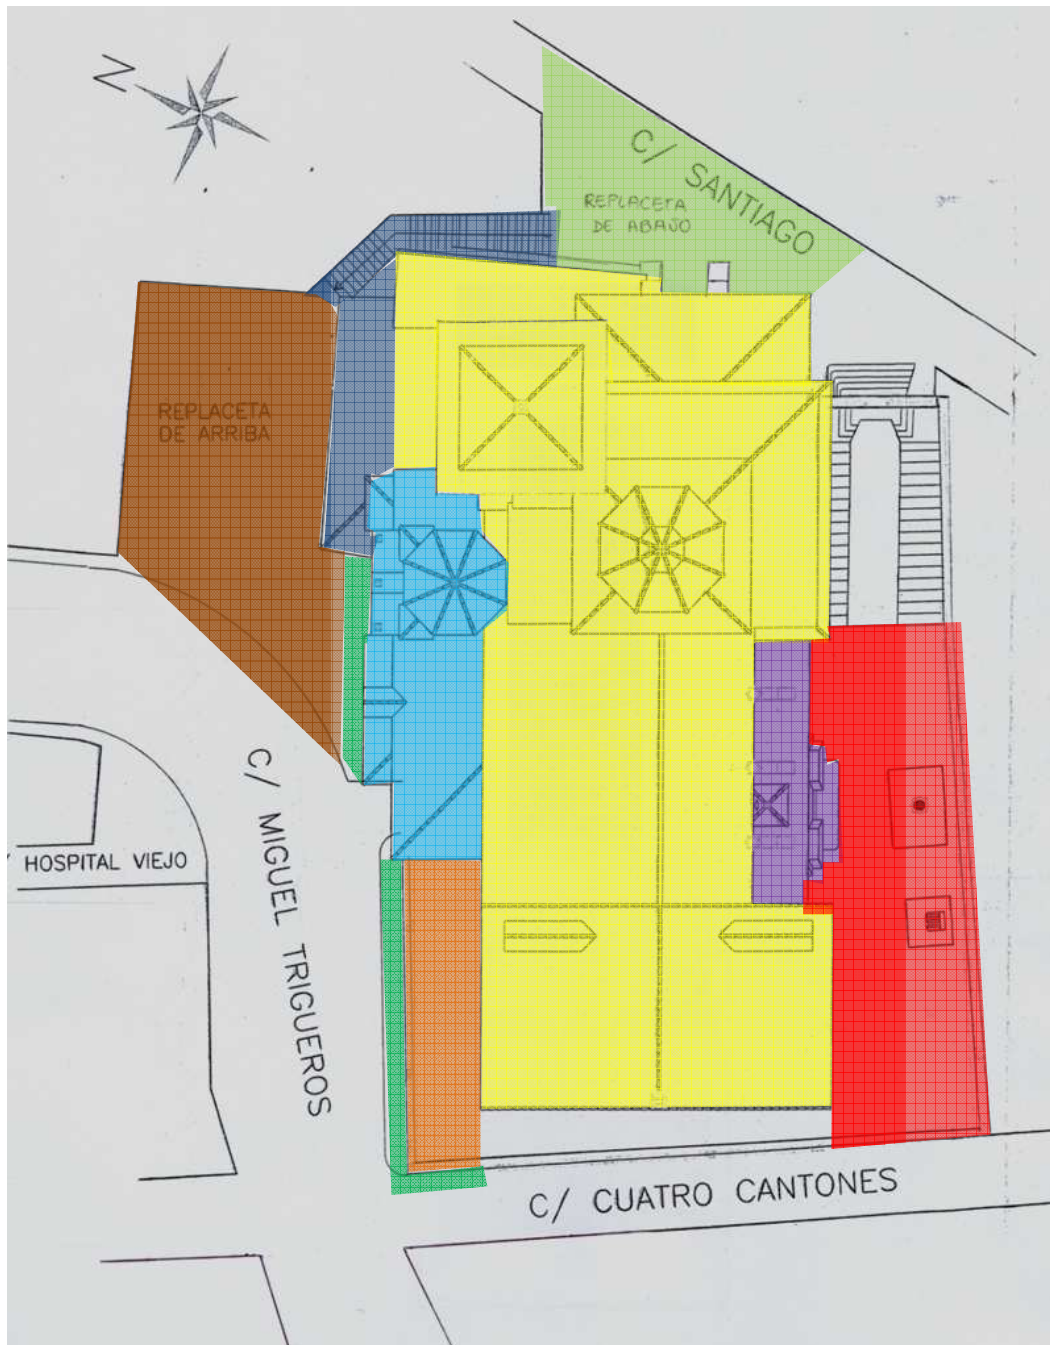 N
C/ SANTIAGO
REPLACETA
DE ABAJO
REPLACETA
DE ARRIBA
C/ MIGUEL TRIGUEROS
HOSPITAL VIEJO
C/ CUATRO CANTONES